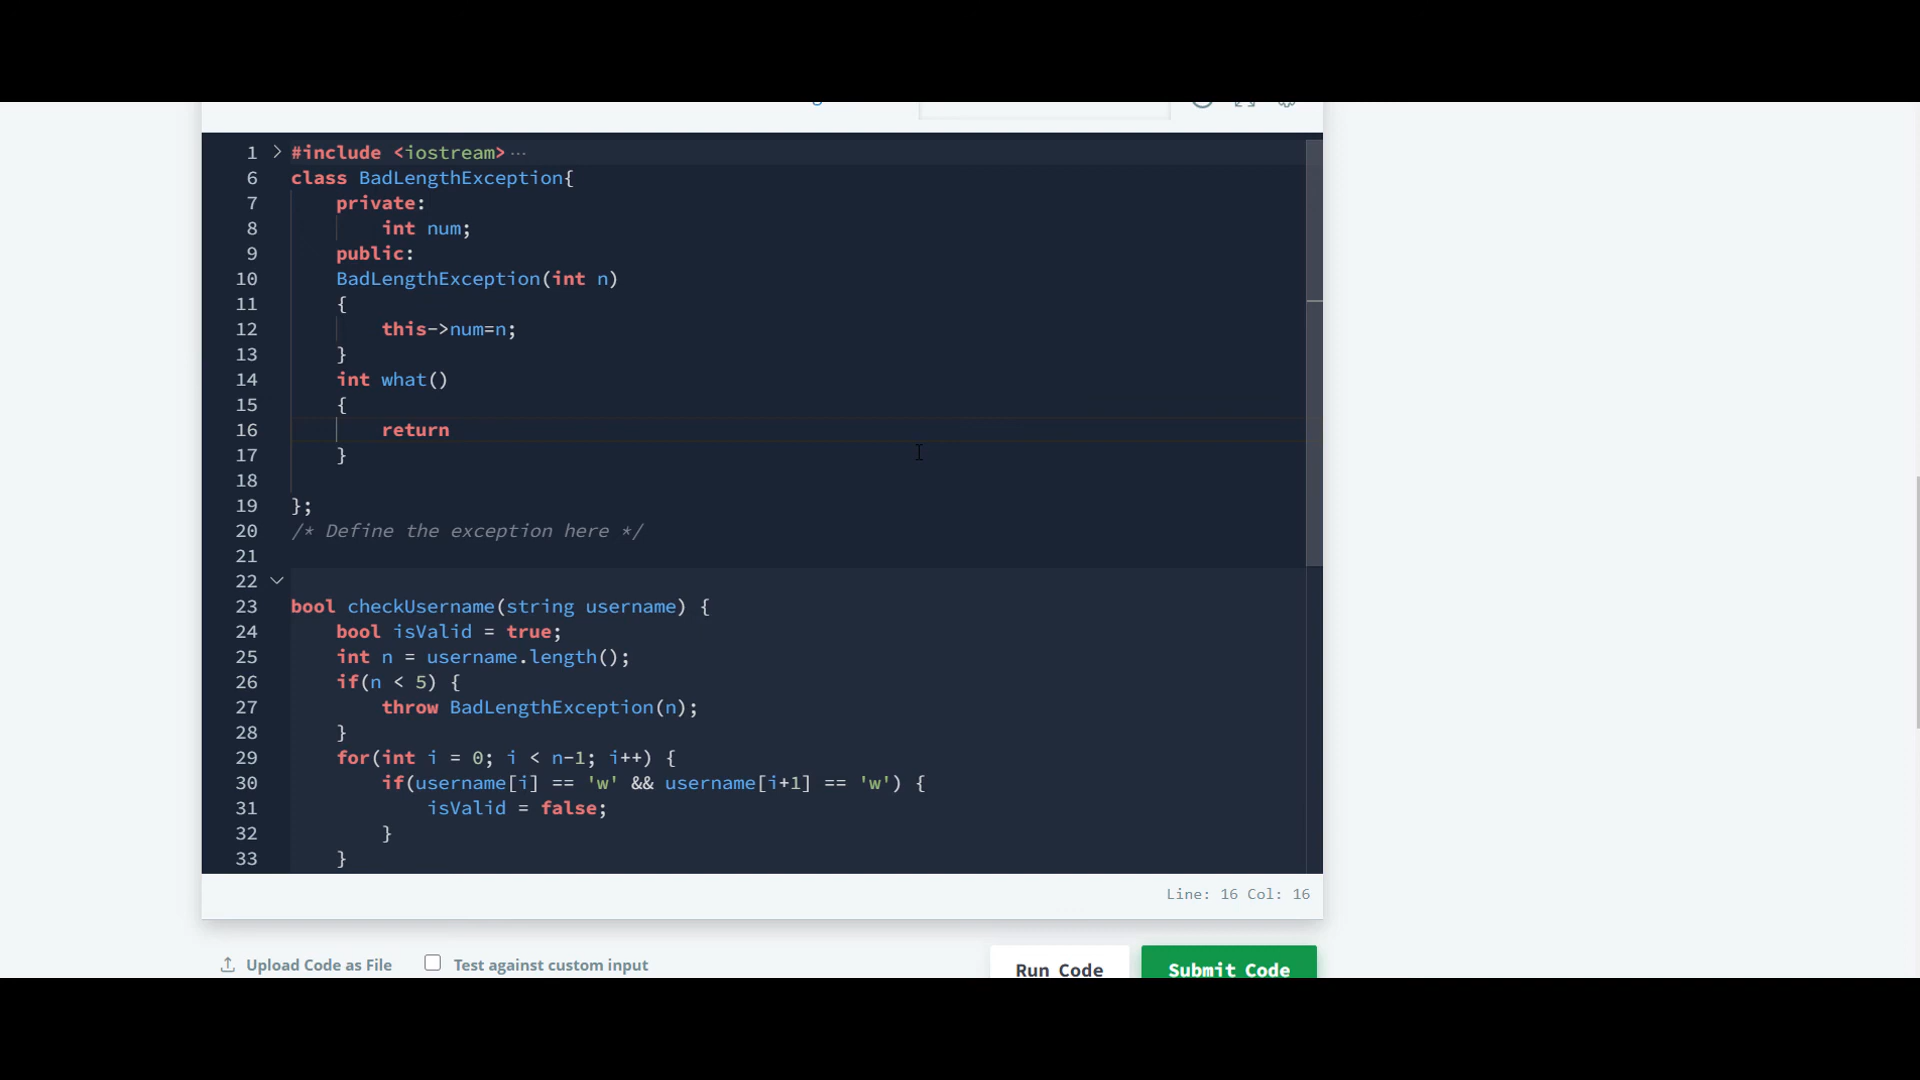 1 #include <iostream> ···
6 class BadLengthException{
7 private:
8 int num;
9 public:
10 BadLengthException(int n)
11 {
12 this->num=n;
13 }
14 int what()
15 {
16 return
17 }
18
19 };
20 /* Define the exception here */
21
22
23 bool checkUsername(string username) {
24 bool isValid = true;
25 int n = username.length();
26 if(n < 5) {
27 throw BadLengthException(n);
28 }
29 for(int i = 0; i < n-1; i++) {
30 if(username[i] == 'w' && username[i+1] == 'w') {
31 isValid = false;
32 }
33 }
Line: 16 Col: 16
Upload Code as File
Test against custom input
Run Code
Submit Code